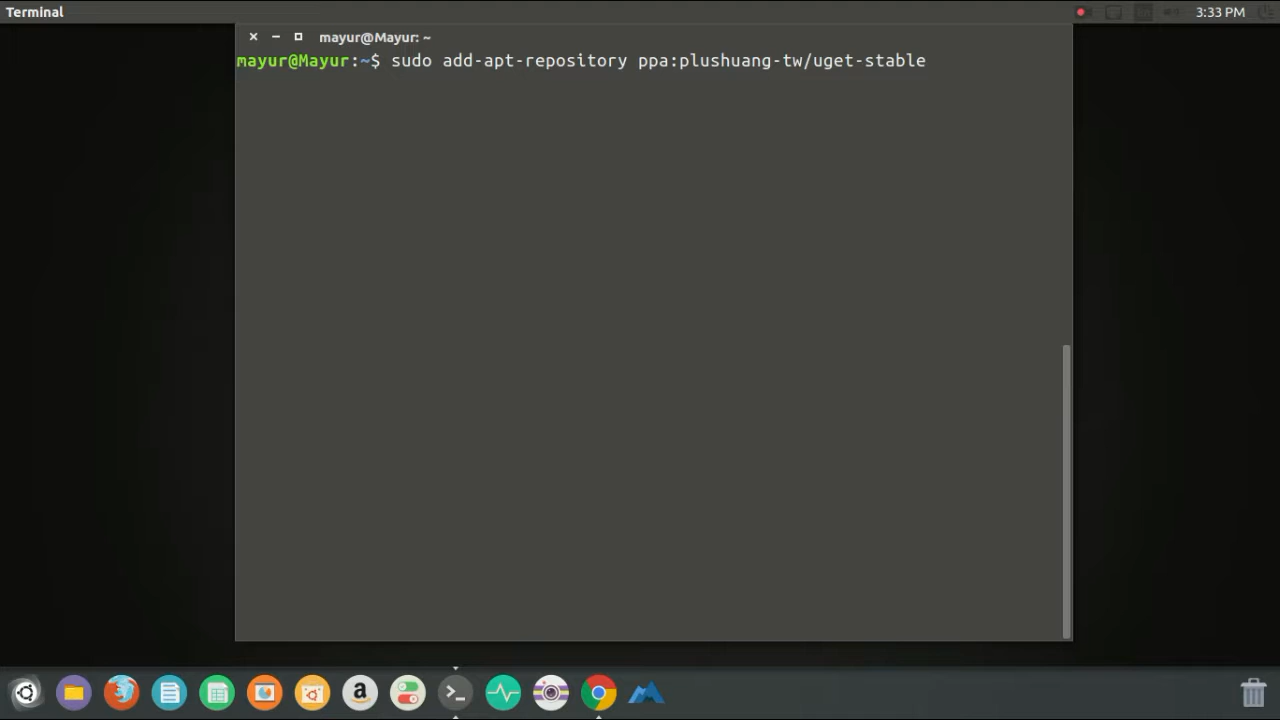 Terminal
3:33 PM
mayur@Mayur: ~
mayur@Mayur:~$ sudo add-apt-repository ppa:plushuang-tw/uget-stable